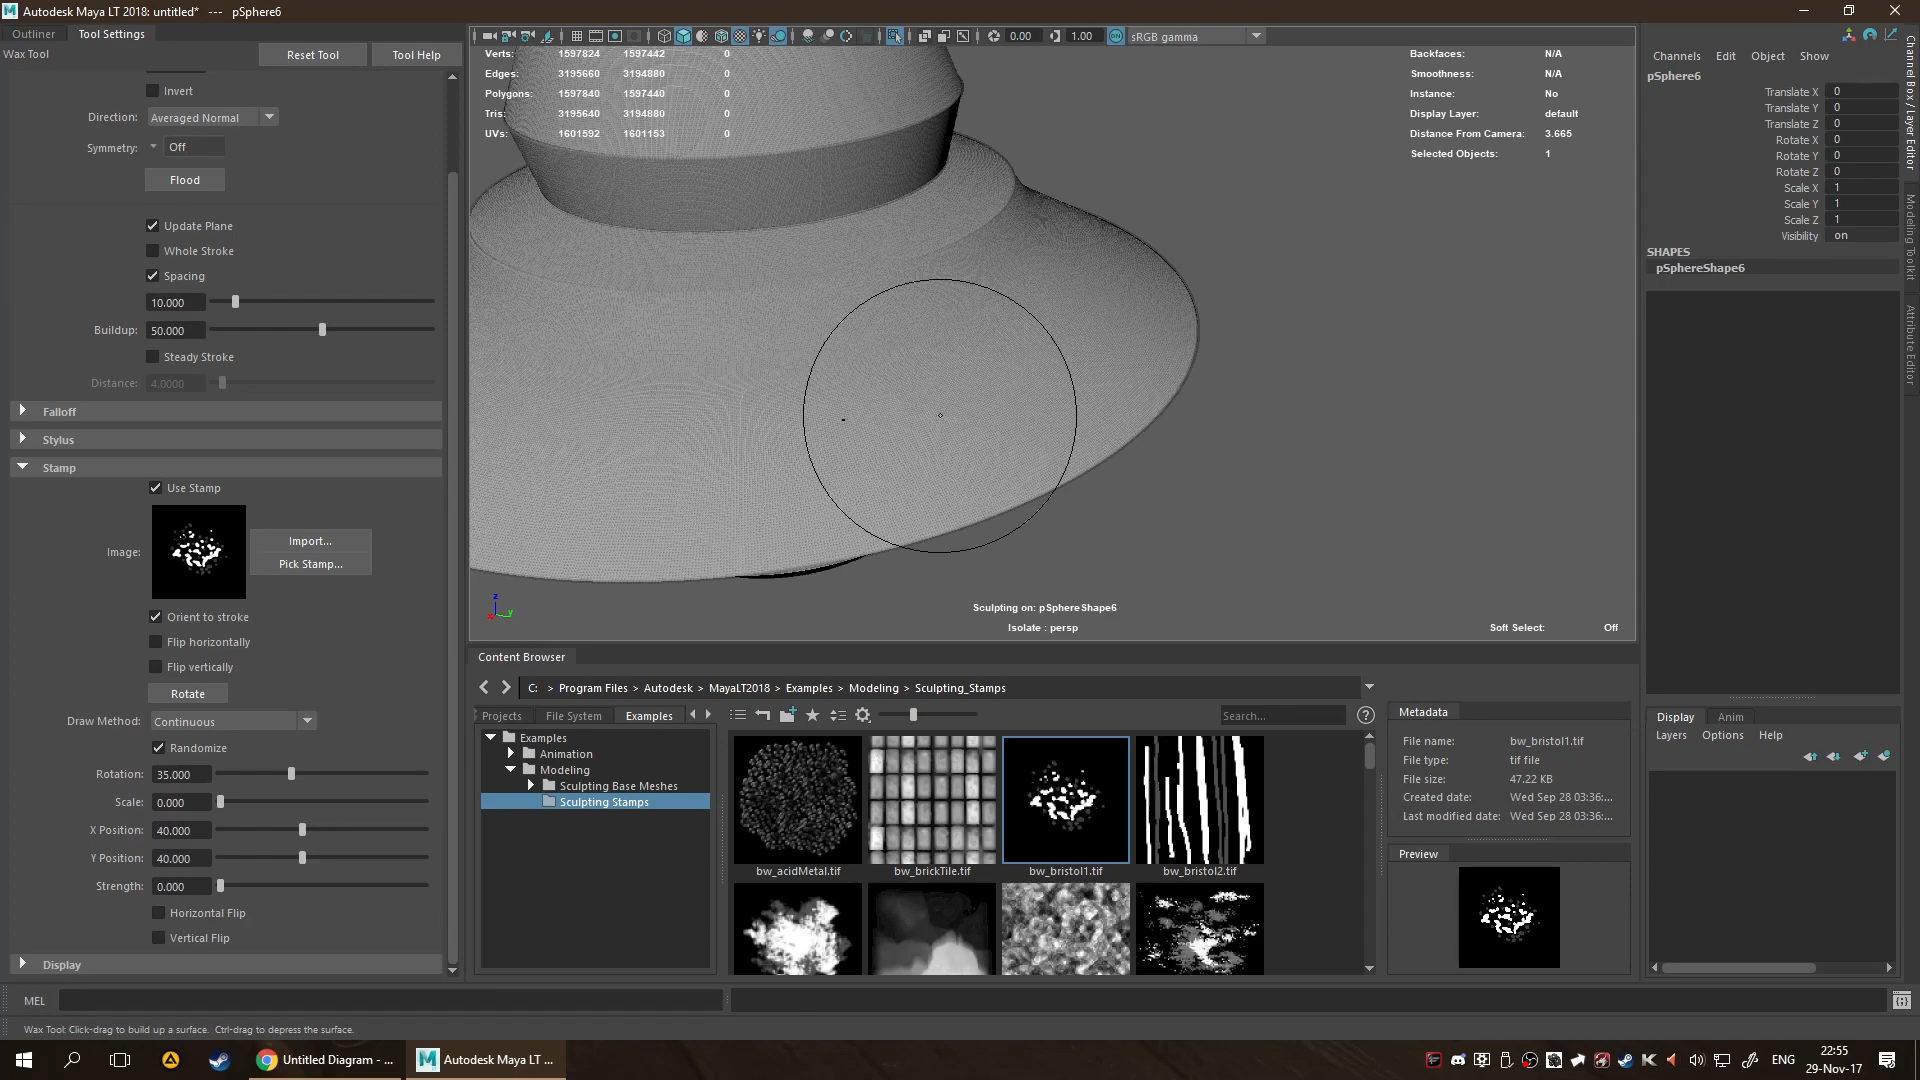 Autodesk Maya LT 2018: untitled* --- pSphere6
Outliner
Tool Settings
Wax Tool
Reset Tool
Tool Help
Invert
Direction:
Averaged Normal
Symmetry:
Off
Flood
Update Plane
Whole Stroke
Spacing
10.000
Buildup:
50.000
Steady Stroke
Distance:
4.0000
Falloff
Stylus
Stamp
Use Stamp
Image:
Import...
Pick Stamp...
Orient to stroke
Flip horizontally
Flip vertically
Rotate
Draw Method:
Continuous
Randomize
Rotation:
35.000
Scale:
0.000
X Position:
40.000
Y Position:
40.000
Strength:
0.000
Horizontal Flip
Vertical Flip
Display
0.00
1.00
ON
sRGB gamma
Verts: 1597824 1597442 0
Edges: 3195660 3194880 0
Polygons: 1597840 1597440 0
Tris: 3195640 3194880 0
UVs: 1601592 1601153 0
Backfaces: N/A
Smoothness: N/A
Instance: No
Display Layer: default
Distance From Camera: 3.665
Selected Objects: 1
z
y
x
Sculpting on: pSphereShape6
Isolate : persp
Soft Select: Off
Content Browser
C: > Program Files > Autodesk > MayaLT2018 > Examples > Modeling > Sculpting_Stamps
Projects
File System
Examples
Search...
?
Examples
Animation
Modeling
Sculpting Base Meshes
Sculpting Stamps
bw_acidMetal.tif
bw_brickTile.tif
bw_bristol1.tif
bw_bristol2.tif
Metadata
File name: bw_bristol1.tif
File type: tif file
File size: 47.22 KB
Created date: Wed Sep 28 03:36:...
Last modified date: Wed Sep 28 03:36:...
Preview
Channels Edit Object Show
pSphere6
Translate X 0
Translate Y 0
Translate Z 0
Rotate X 0
Rotate Y 0
Rotate Z 0
Scale X 1
Scale Y 1
Scale Z 1
Visibility on
SHAPES
pSphereShape6
Channel Box / Layer Editor
Modeling Toolkit
Attribute Editor
Display
Anim
Layers Options Help
MEL
Wax Tool: Click-drag to build up a surface. Ctrl-drag to depress the surface.
Untitled Diagram - ...
Autodesk Maya LT ...
ENG
22:55
29-Nov-17